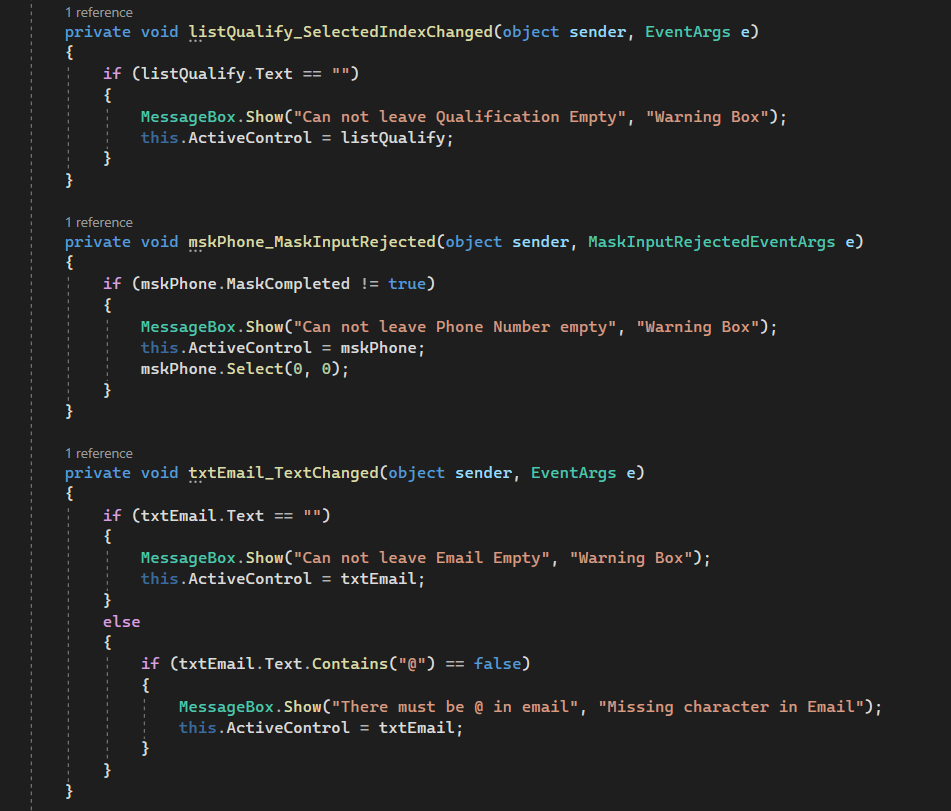 1 reference
private void listQualify_SelectedIndexChanged(object sender, EventArgs e)
{
if (listQualify.Text == "")
{
MessageBox.Show("Can not leave Qualification Empty", "Warning Box");
this.ActiveControl = listQualify;
}
}
1 reference
private void mskPhone_MaskInputRejected(object sender, MaskInputRejectedEventArgs e)
{
if (mskPhone.MaskCompleted != true)
{
MessageBox.Show("Can not leave Phone Number empty", "Warning Box");
this.ActiveControl = mskPhone;
mskPhone.Select(0, 0);
}
}
1 reference
private void txtEmail_TextChanged(object sender, EventArgs e)
{
if (txtEmail.Text == "")
{
MessageBox.Show("Can not leave Email Empty", "Warning Box");
this.ActiveControl = txtEmail;
}
else
{
if (txtEmail.Text.Contains("@") == false)
{
MessageBox.Show("There must be @ in email", "Missing character in Email");
this.ActiveControl = txtEmail;
}
}
}